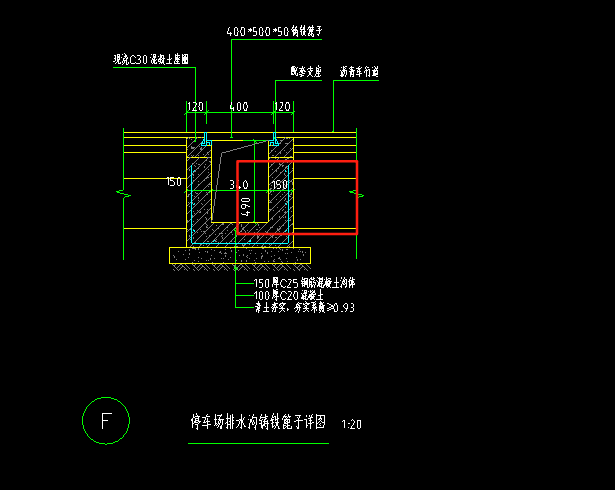 400*500*50铸铁篦子
现浇C30混凝土座圈
配套支座
沥青车行道
120
400
120
150
340
180
490
150厚C25钢筋混凝土沟体
100厚C20混凝土
素土夯实，夯实系数≥0.93
F
停车场排水沟铸铁篦子详图
1:20